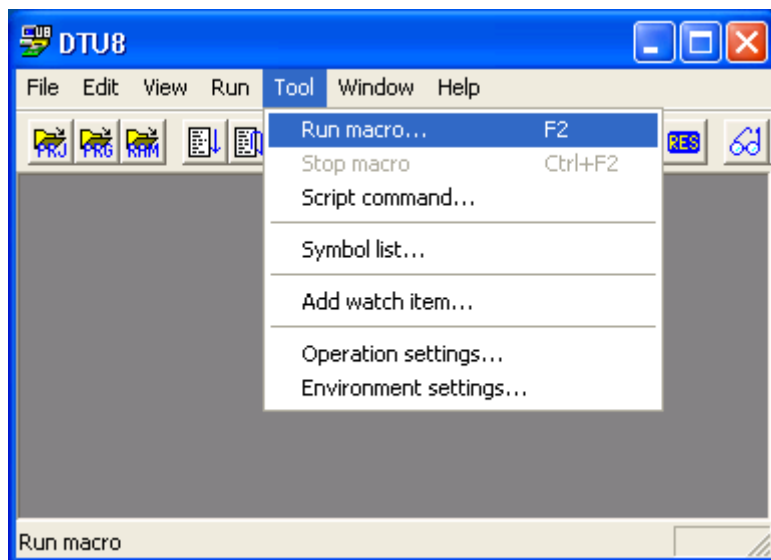 DTU8
File Edit View Run Tool Window Help
PRJ PRG RAM RES
Run macro... F2
Stop macro Ctrl+F2
Script command...
Symbol list...
Add watch item...
Operation settings...
Environment settings...
Run macro